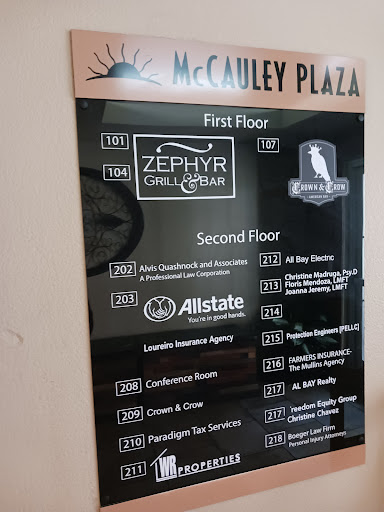 McCAULEY PLAZA
First Floor
101
104
ZEPHYR
GRILL & BAR
107
CROWN & CROW
Second Floor
202 Alvis Quashnock and Associates
A Professional Law Corporation
203
Allstate
You're in good hands.
Loureiro Insurance Agency
208 Conference Room
209 Crown & Crow
210 Paradigm Tax Services
211 WR PROPERTIES
212 All Bay Electric
213 Christine Madruga, Psy.D
Floris Mendoza, LMFT
Joanna Jeremy, LMFT
214
215 Protection Engineers [PELLC]
216 FARMERS INSURANCE-
The Mullins Agency
217 AL BAY Realty
217 reedom Equity Group
217 Christine Chavez
218 Boeger Law Firm
Personal Injury Attorneys